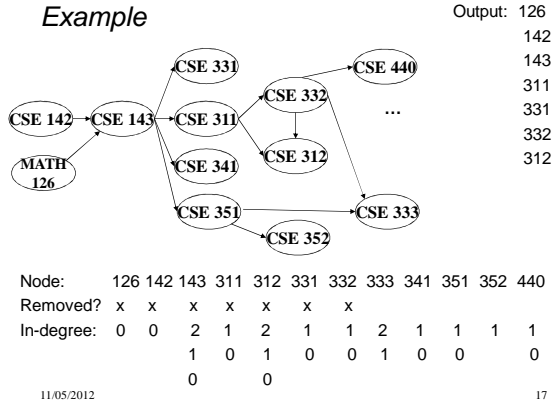 Example
Output: 126
142
143
311
331
332
312
CSE 331
CSE 440
CSE 332
...
CSE 142
CSE 143
CSE 311
CSE 312
MATH
126
CSE 341
CSE 351
CSE 333
CSE 352
Node: 126 142 143 311 312 331 332 333 341 351 352 440
Removed? x x x x x x x
In-degree: 0 0 2 1 2 1 1 2 1 1 1 1
1 0 1 0 0 1 0 0 0
0 0
11/05/2012
17